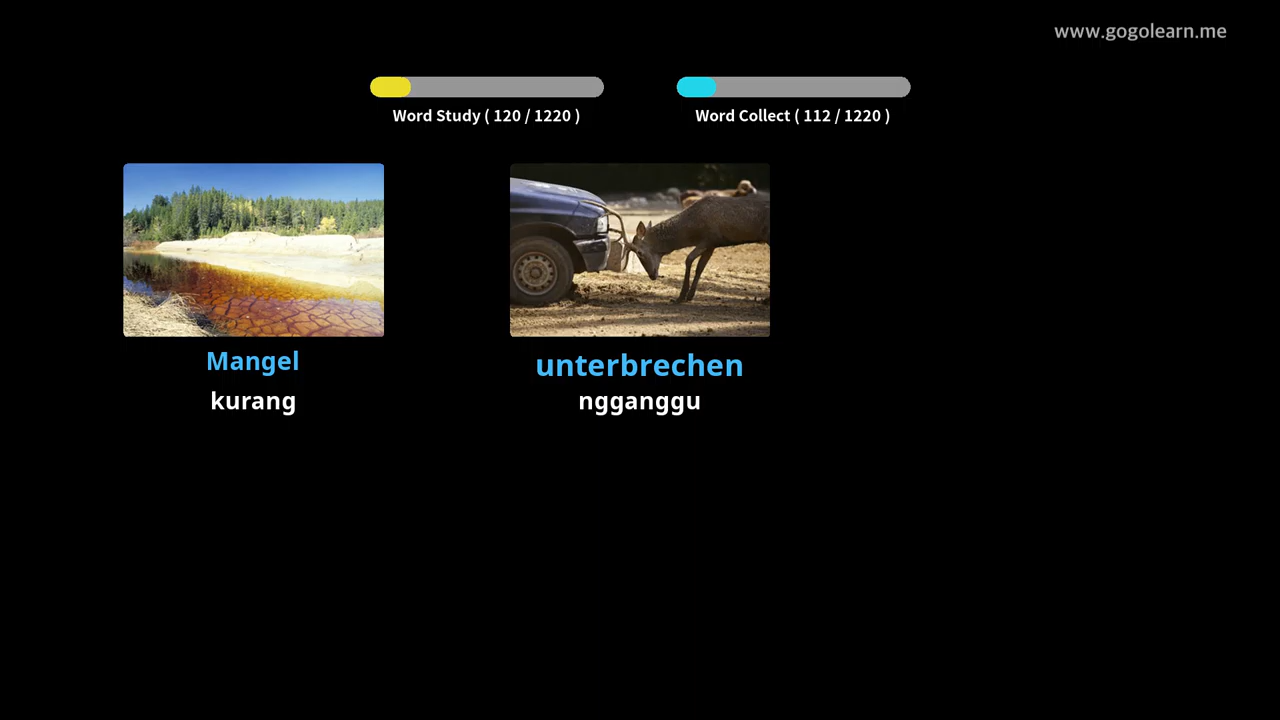 www.gogolearn.me
Word Study ( 120 / 1220 )
Word Collect ( 112 / 1220 )
Mangel
kurang
unterbrechen
ngganggu